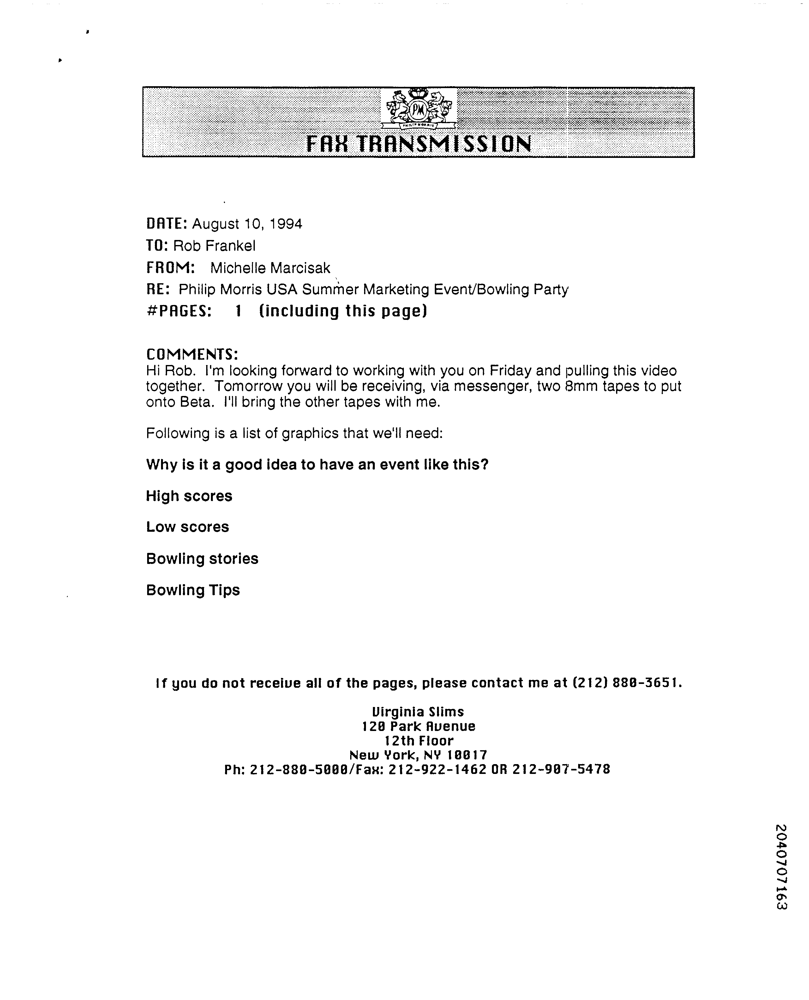 PM
FAX TRANSMISSION
DATE: August 10, 1994
TO: Rob Frankel
FROM: Michelle Marcisak
RE: Philip Morris USA Summer Marketing Event/Bowling Party
#PAGES: 1 (including this page)
COMMENTS:
Hi Rob. I'm looking forward to working with you on Friday and pulling this video
together. Tomorrow you will be receiving, via messenger, two 8mm tapes to put
onto Beta. I'll bring the other tapes with me.
Following is a list of graphics that we'll need:
Why is it a good idea to have an event like this?
High scores
Low scores
Bowling stories
Bowling Tips
If you do not receive all of the pages, please contact me at (212) 880-3651.
Virginia Slims
120 Park Avenue
12th Floor
New York, NY 10017
Ph: 212-880-5000/Fax: 212-922-1462 OR 212-907-5478
2040707163